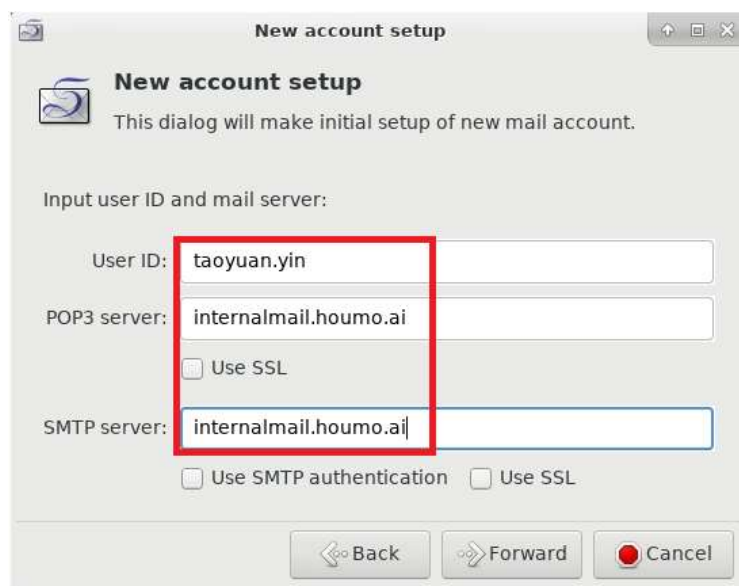 New account setup
New account setup
This dialog will make initial setup of new mail account.
Input user ID and mail server:
User ID: taoyuan.yin
POP3 server: internalmail.houmo.ai
Use SSL
SMTP server: internalmail.houmo.ai
Use SMTP authentication Use SSL
Back Forward Cancel